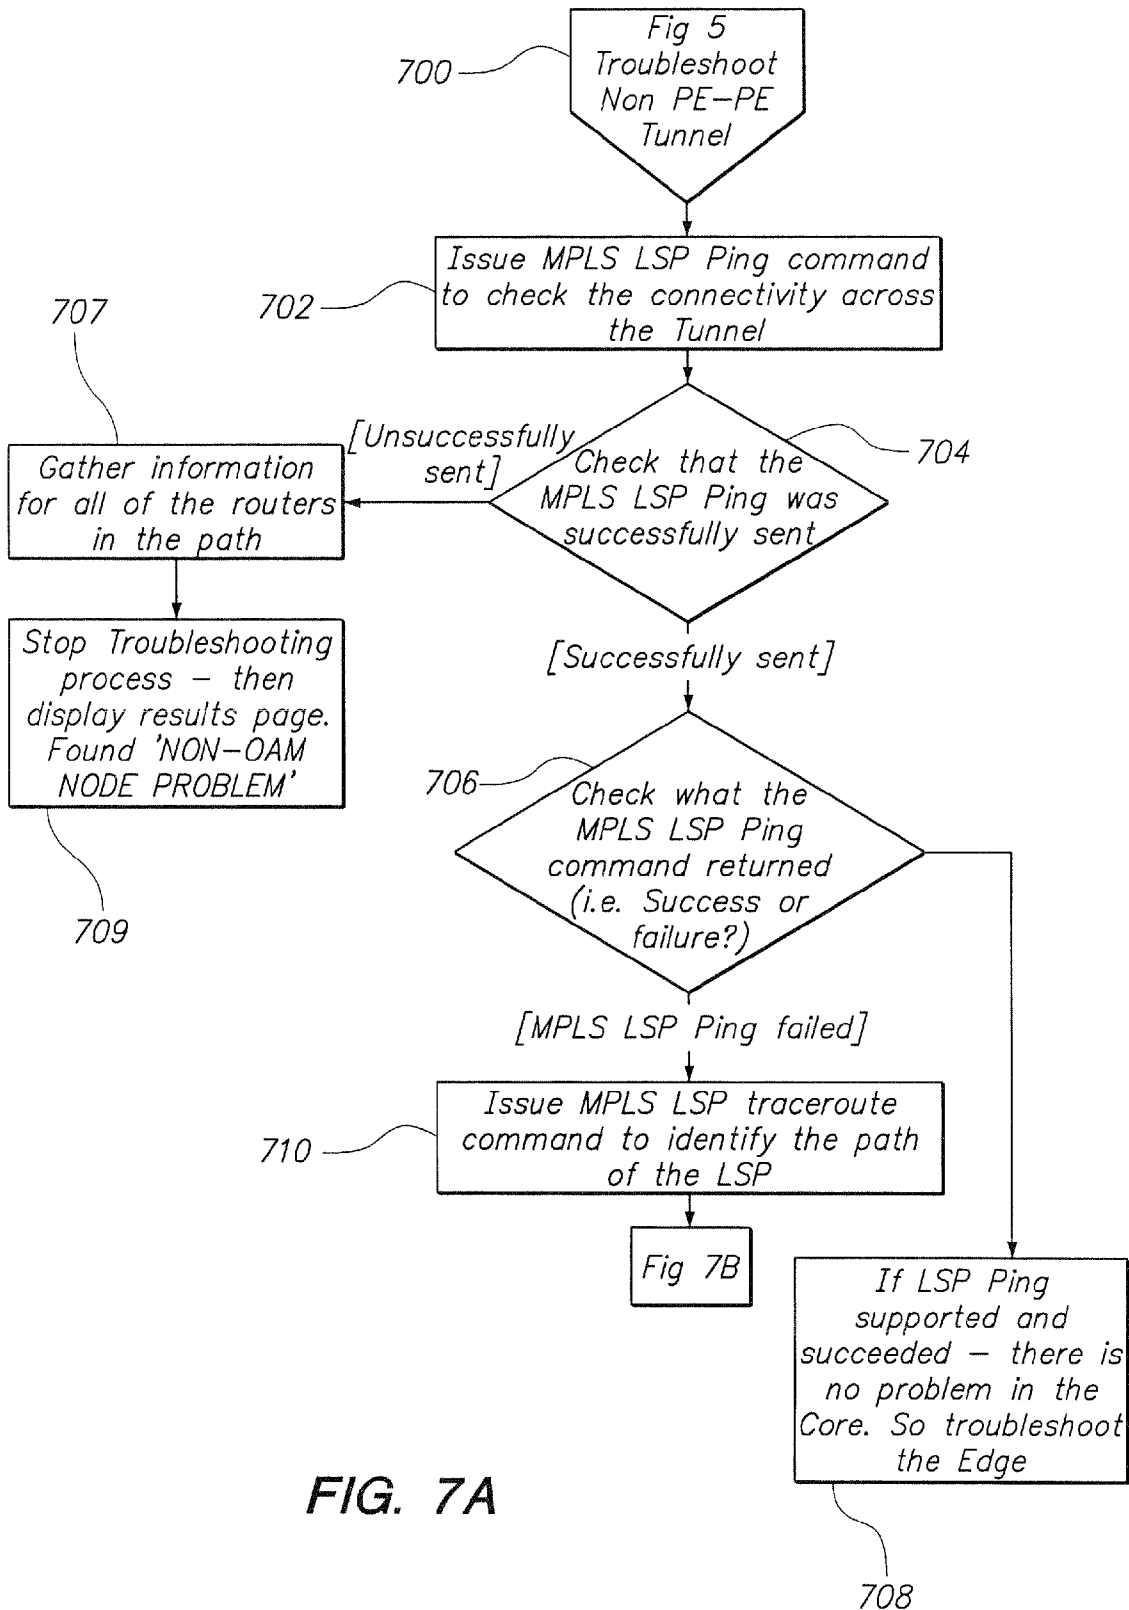 Fig 5
Troubleshoot
Non PE-PE
Tunnel
700
Issue MPLS LSP Ping command
to check the connectivity across
the Tunnel
702
707
[Unsuccessfully
sent]
Check that the
MPLS LSP Ping was
successfully sent
704
Gather information
for all of the routers
in the path
Stop Troubleshooting
process – then
display results page.
Found 'NON-OAM
NODE PROBLEM'
709
[Successfully sent]
706
Check what the
MPLS LSP Ping
command returned
(i.e. Success or
failure?)
[MPLS LSP Ping failed]
Issue MPLS LSP traceroute
command to identify the path
of the LSP
710
Fig 7B
If LSP Ping
supported and
succeeded – there is
no problem in the
Core. So troubleshoot
the Edge
708
FIG. 7A